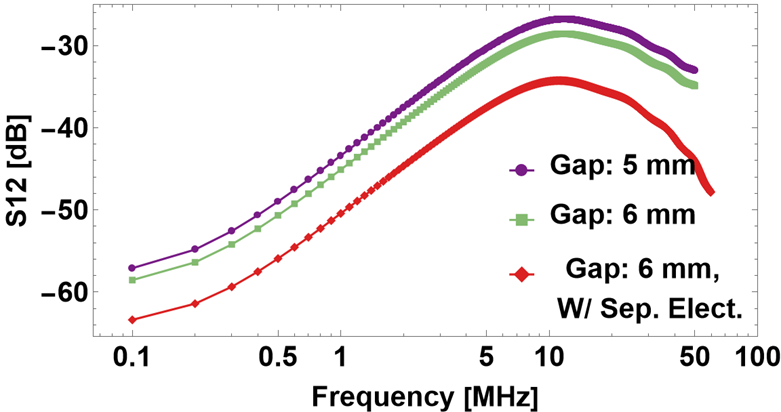 −30
−40
−50
−60
S12 [dB]
Gap: 5 mm
Gap: 6 mm
Gap: 6 mm,
W/ Sep. Elect.
0.1 0.5 1 5 10 50 100
Frequency [MHz]